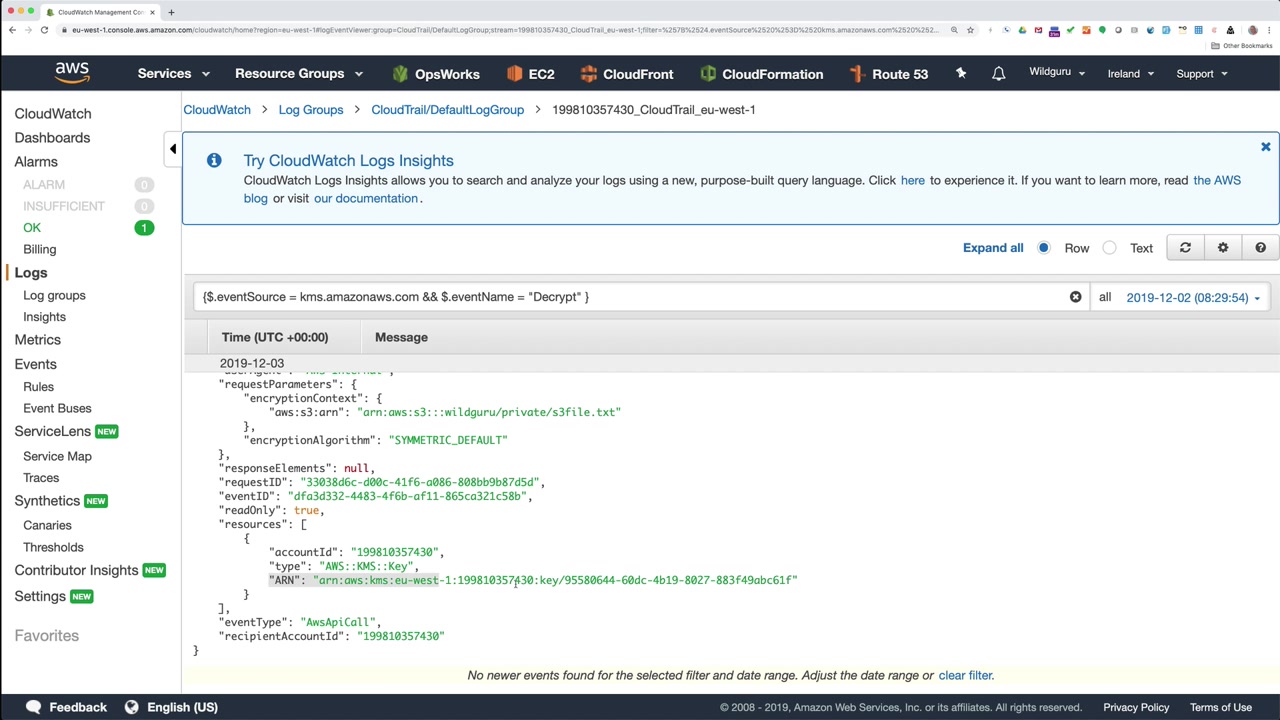 CloudWatch Management Con
eu-west-1.console.aws.amazon.com/cloudwatch/home?region=eu-west-1#logEventViewer:group=CloudTrail/DefaultLogGroup;stream=199810357430_CloudTrail_eu-west-1;filter=%257B%2524.eventSource%2520%253D%2520kms.amazonaws.com%2520%252...
Other Bookmarks
aws Services Resource Groups OpsWorks EC2 CloudFront CloudFormation Route 53 Wildguru Ireland Support
CloudWatch
Dashboards
Alarms
ALARM 0
INSUFFICIENT 0
OK 1
Billing
Logs
Log groups
Insights
Metrics
Events
Rules
Event Buses
ServiceLens NEW
Service Map
Traces
Synthetics NEW
Canaries
Thresholds
Contributor Insights NEW
Settings NEW
Favorites
CloudWatch > Log Groups > CloudTrail/DefaultLogGroup > 199810357430_CloudTrail_eu-west-1
Try CloudWatch Logs Insights
CloudWatch Logs Insights allows you to search and analyze your logs using a new, purpose-built query language. Click here to experience it. If you want to learn more, read the AWS
blog or visit our documentation.
Expand all Row Text
{$.eventSource = kms.amazonaws.com && $.eventName = "Decrypt" } all 2019-12-02 (08:29:54)
Time (UTC +00:00) Message
2019-12-03
"requestParameters": {
"encryptionContext": {
"aws:s3:arn": "arn:aws:s3:::wildguru/private/s3file.txt"
},
"encryptionAlgorithm": "SYMMETRIC_DEFAULT"
},
"responseElements": null,
"requestID": "33038d6c-d00c-41f6-a086-808bb9b87d5d",
"eventID": "dfa3d332-4483-4f6b-af11-865ca321c58b",
"readOnly": true,
"resources": [
{
"accountId": "199810357430",
"type": "AWS::KMS::Key",
"ARN": "arn:aws:kms:eu-west-1:199810357430:key/95580644-60dc-4b19-8027-883f49abc61f"
}
],
"eventType": "AwsApiCall",
"recipientAccountId": "199810357430"
}
No newer events found for the selected filter and date range. Adjust the date range or clear filter.
Feedback English (US) © 2008 - 2019, Amazon Web Services, Inc. or its affiliates. All rights reserved. Privacy Policy Terms of Use